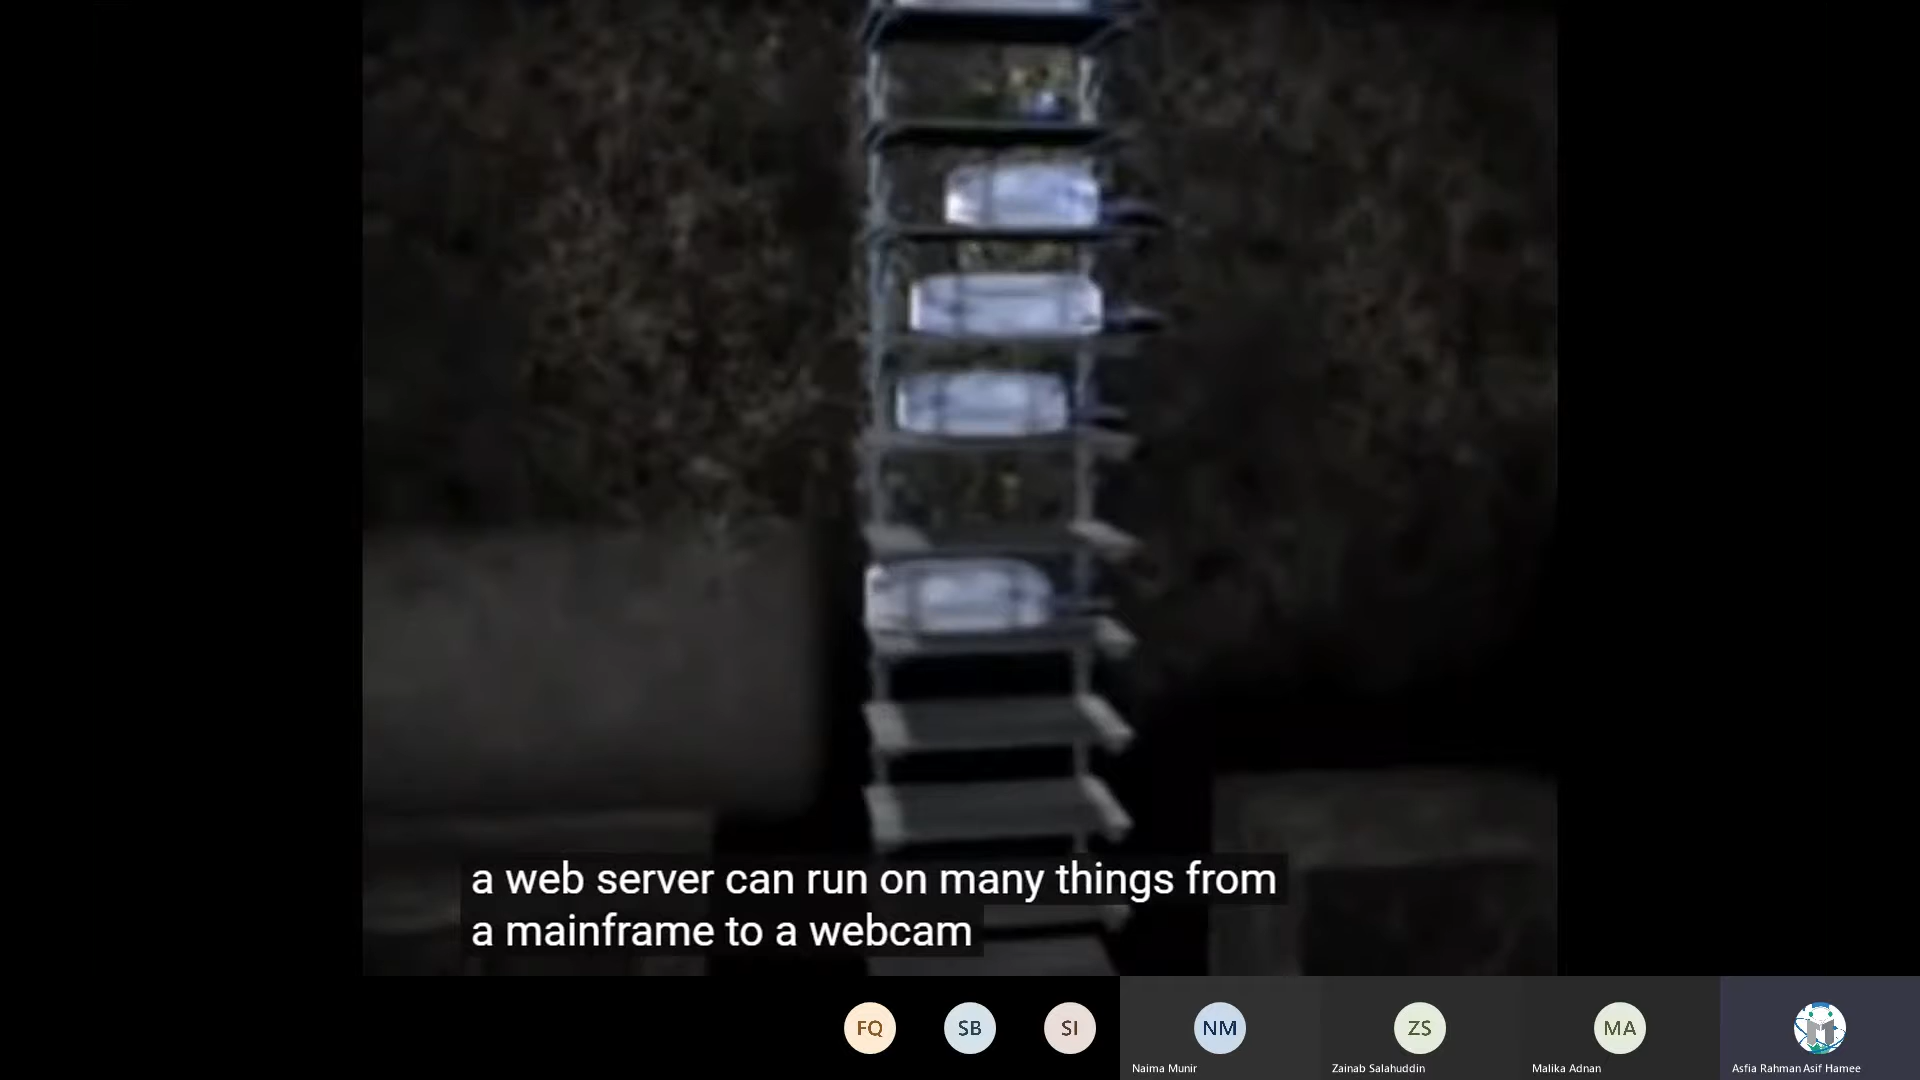 a web server can run on many things from
a mainframe to a webcam
FQ
SB
SI
NM
ZS
MA
Naima Munir
Zainab Salahuddin
Malika Adnan
Asfia Rahman Asif Hamee